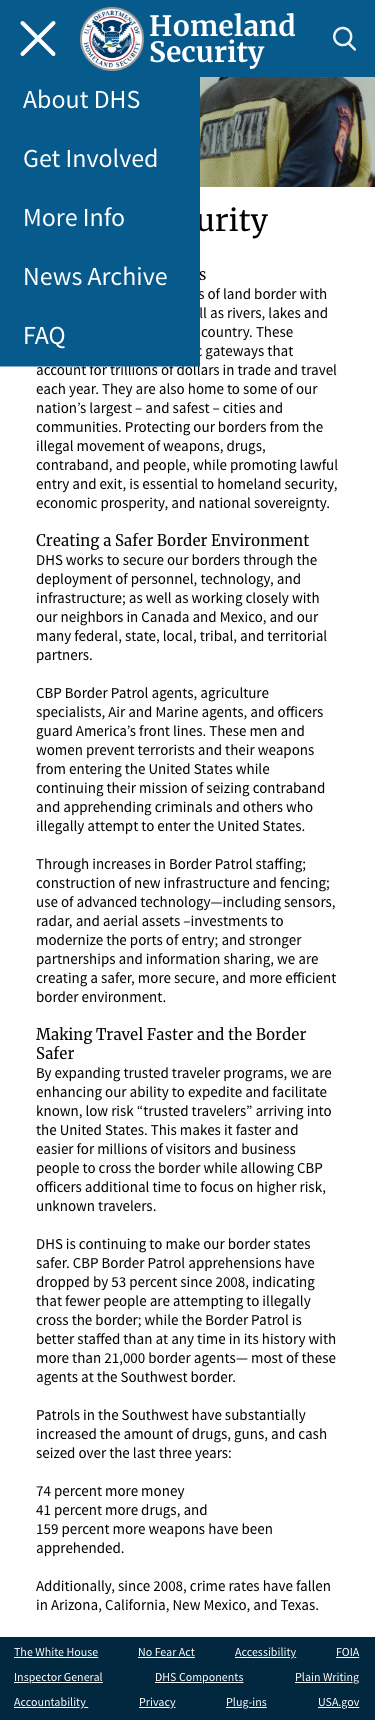 Homeland
Security
About DHS
Get Involved
More Info
News Archive
FAQ
urity
s
s of land border with
ll as rivers, lakes and
country. These
gateways that
account for trillions of dollars in trade and travel
each year. They are also home to some of our
nation's largest – and safest – cities and
communities. Protecting our borders from the
illegal movement of weapons, drugs,
contraband, and people, while promoting lawful
entry and exit, is essential to homeland security,
economic prosperity, and national sovereignty.
Creating a Safer Border Environment
DHS works to secure our borders through the
deployment of personnel, technology, and
infrastructure; as well as working closely with
our neighbors in Canada and Mexico, and our
many federal, state, local, tribal, and territorial
partners.
CBP Border Patrol agents, agriculture
specialists, Air and Marine agents, and officers
guard America's front lines. These men and
women prevent terrorists and their weapons
from entering the United States while
continuing their mission of seizing contraband
and apprehending criminals and others who
illegally attempt to enter the United States.
Through increases in Border Patrol staffing;
construction of new infrastructure and fencing;
use of advanced technology—including sensors,
radar, and aerial assets –investments to
modernize the ports of entry; and stronger
partnerships and information sharing, we are
creating a safer, more secure, and more efficient
border environment.
Making Travel Faster and the Border
Safer
By expanding trusted traveler programs, we are
enhancing our ability to expedite and facilitate
known, low risk "trusted travelers" arriving into
the United States. This makes it faster and
easier for millions of visitors and business
people to cross the border while allowing CBP
officers additional time to focus on higher risk,
unknown travelers.
DHS is continuing to make our border states
safer. CBP Border Patrol apprehensions have
dropped by 53 percent since 2008, indicating
that fewer people are attempting to illegally
cross the border; while the Border Patrol is
better staffed than at any time in its history with
more than 21,000 border agents— most of these
agents at the Southwest border.
Patrols in the Southwest have substantially
increased the amount of drugs, guns, and cash
seized over the last three years:
74 percent more money
41 percent more drugs, and
159 percent more weapons have been
apprehended.
Additionally, since 2008, crime rates have fallen
in Arizona, California, New Mexico, and Texas.
The White House No Fear Act Accessibility FOIA
Inspector General DHS Components Plain Writing
Accountability Privacy Plug-ins USA.gov